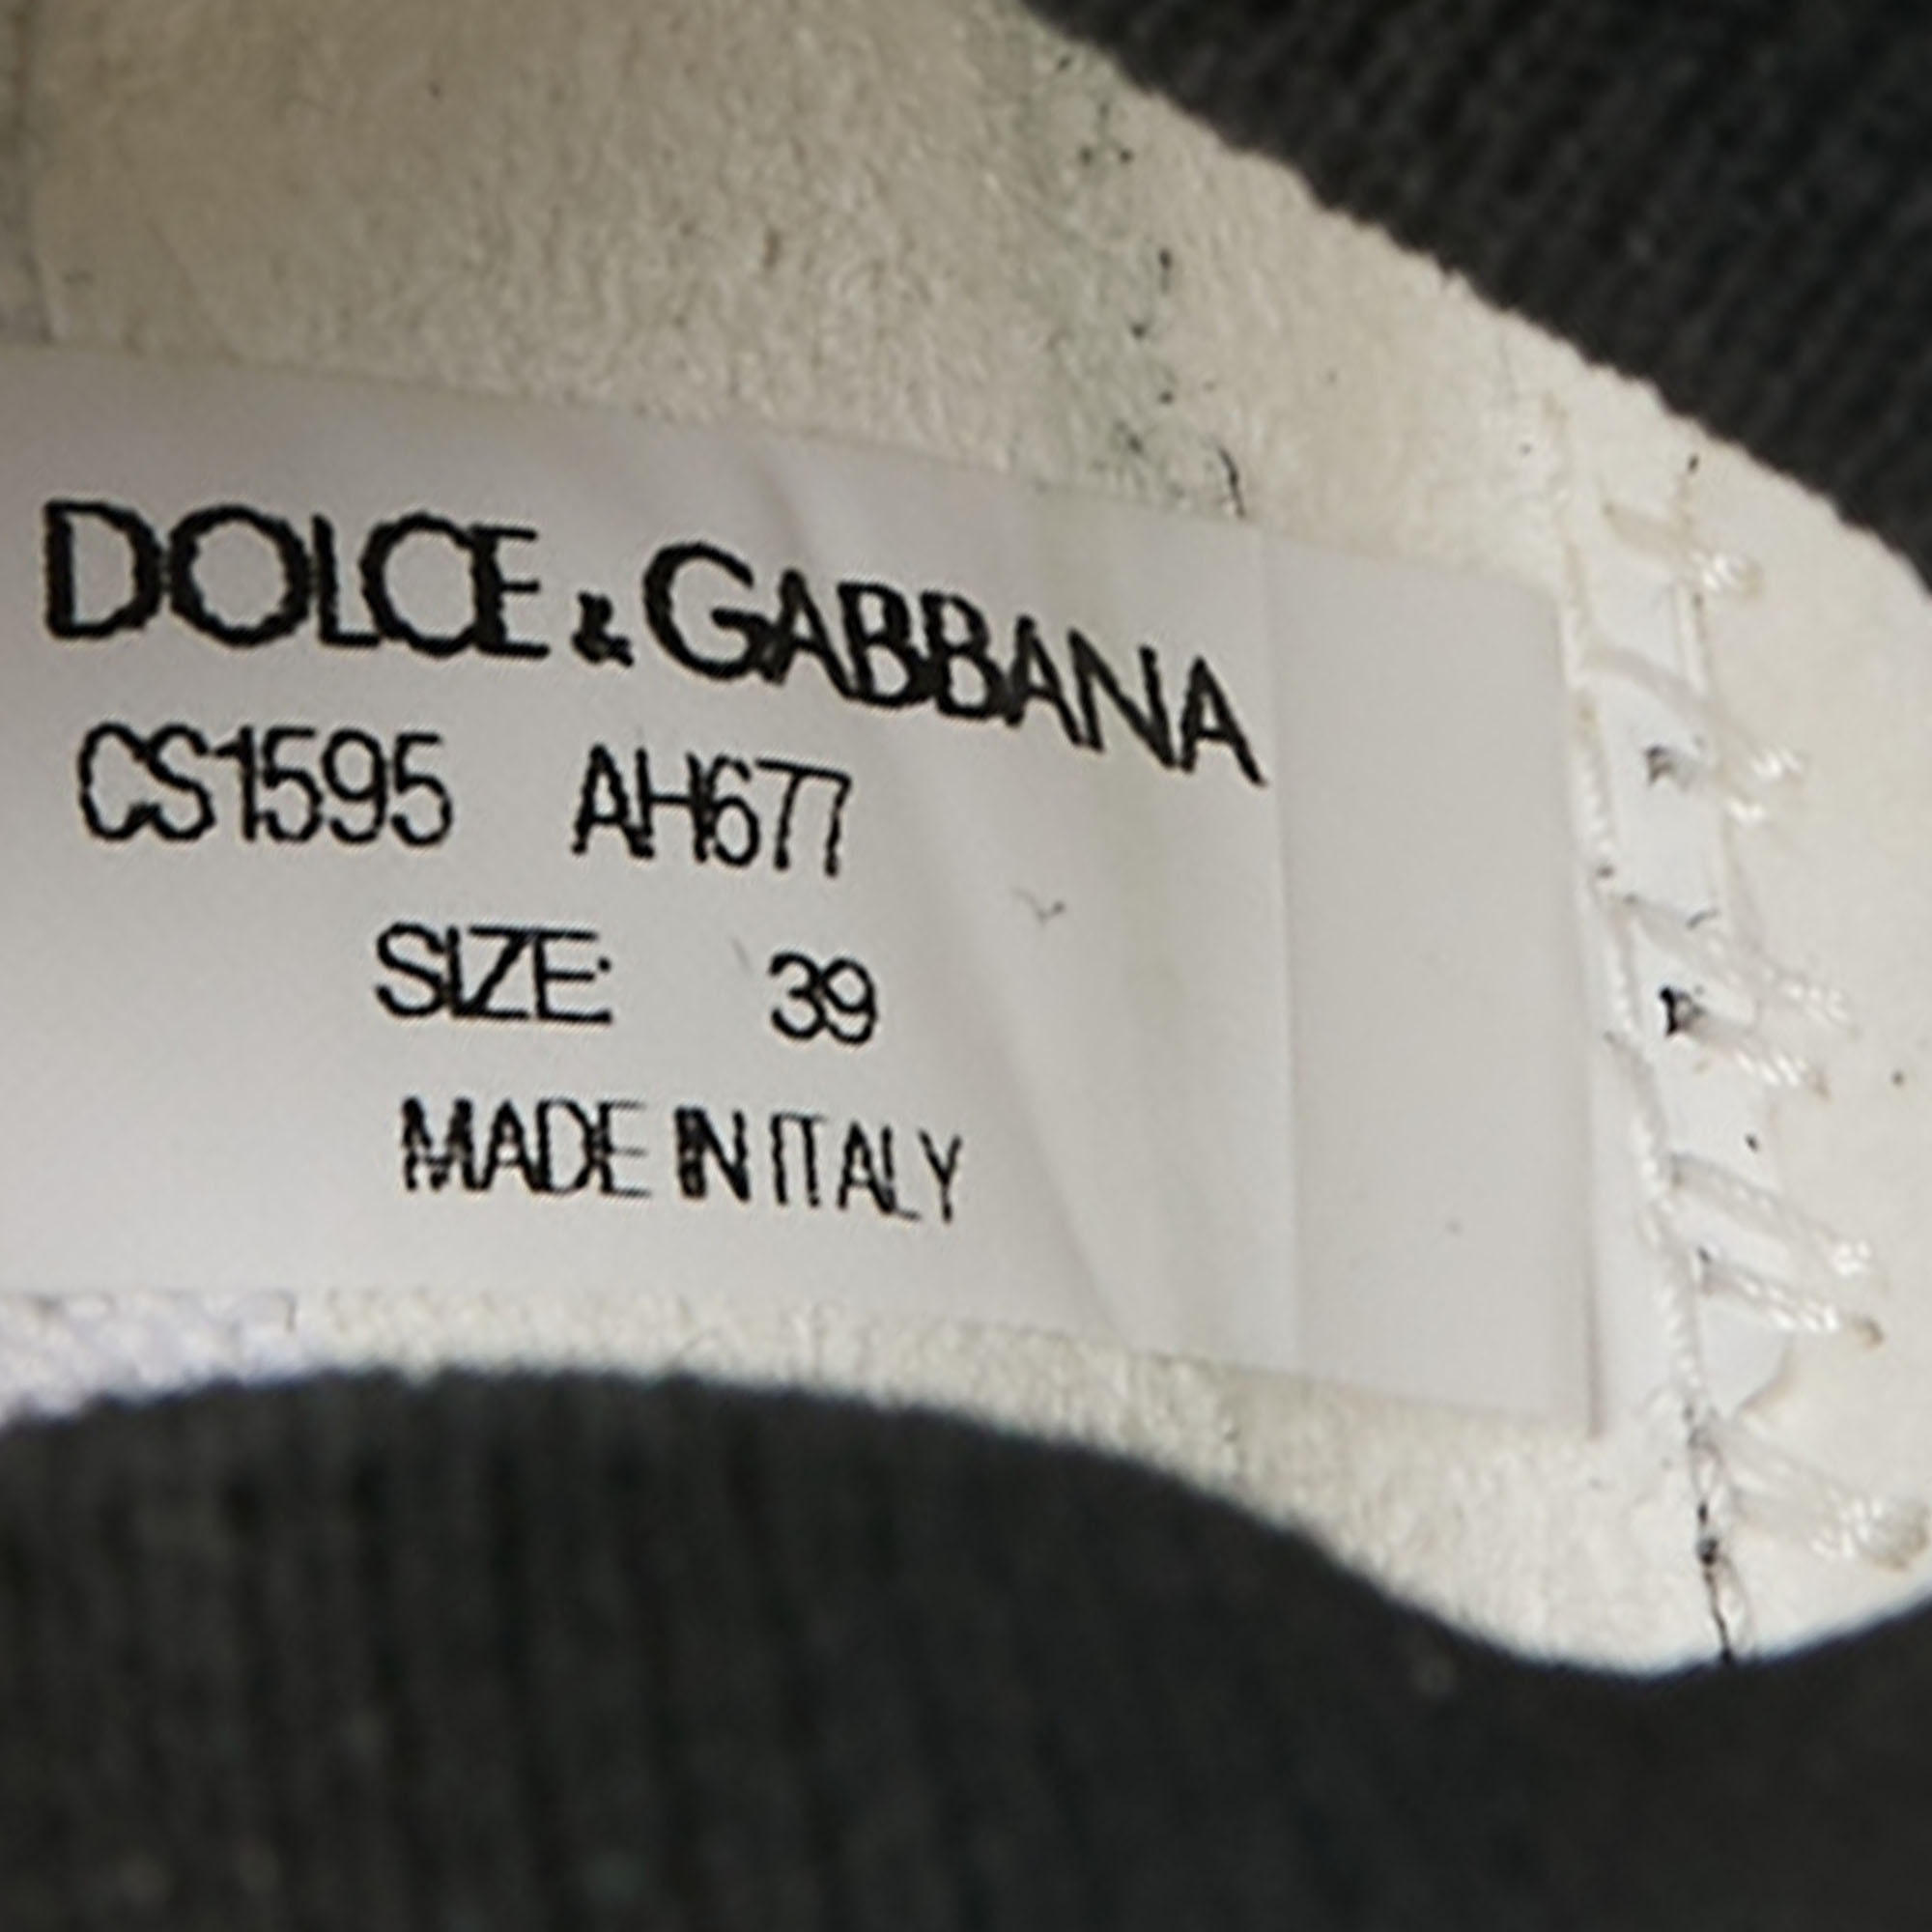 DOLCE & GABBANA
CS1595 AH677
SIZE: 39
MADE IN ITALY